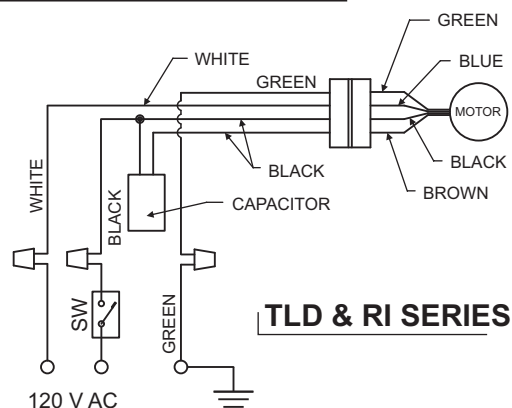 GREEN
WHITE
BLUE
GREEN
MOTOR
BLACK
BLACK
BROWN
CAPACITOR
WHITE
BLACK
SW
GREEN
TLD & RI SERIES
120 V AC